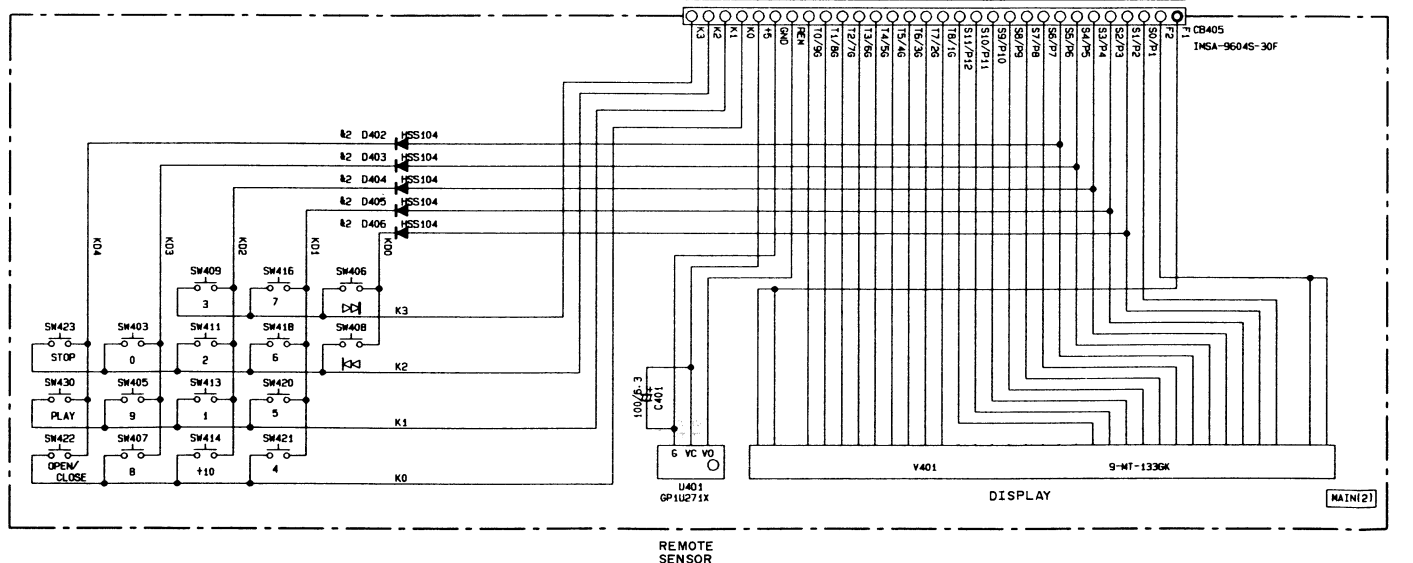 K3
K2
K1
K0
+5
GND
REM
T0/9G
T1/8G
T2/7G
T3/6G
T4/5G
T5/4G
T6/3G
T7/2G
T8/1G
S11/P12
S10/P11
S9/P10
S8/P9
S7/P8
S6/P7
S5/P6
S4/P5
S3/P4
S2/P3
S1/P2
S0/P1
F2
F1
CB405
IMSA-9604S-30F
&2 D402 HSS104
&2 D403 HSS104
&2 D404 HSS104
&2 D405 HSS104
&2 D406 HSS104
KD4
KD3
KD2
KD1
KD0
SW409
3
SW416
7
SW406
K3
SW423
STOP
SW403
0
SW411
2
SW418
6
SW408
K2
SW430
PLAY
SW405
9
SW413
1
SW420
5
K1
SW422
OPEN/
CLOSE
SW407
8
SW414
+10
SW421
4
K0
100/6.3
C401
G VC VO
U401
GP1U271X
V401
9-MT-133GK
DISPLAY
MAIN(2)
REMOTE
SENSOR